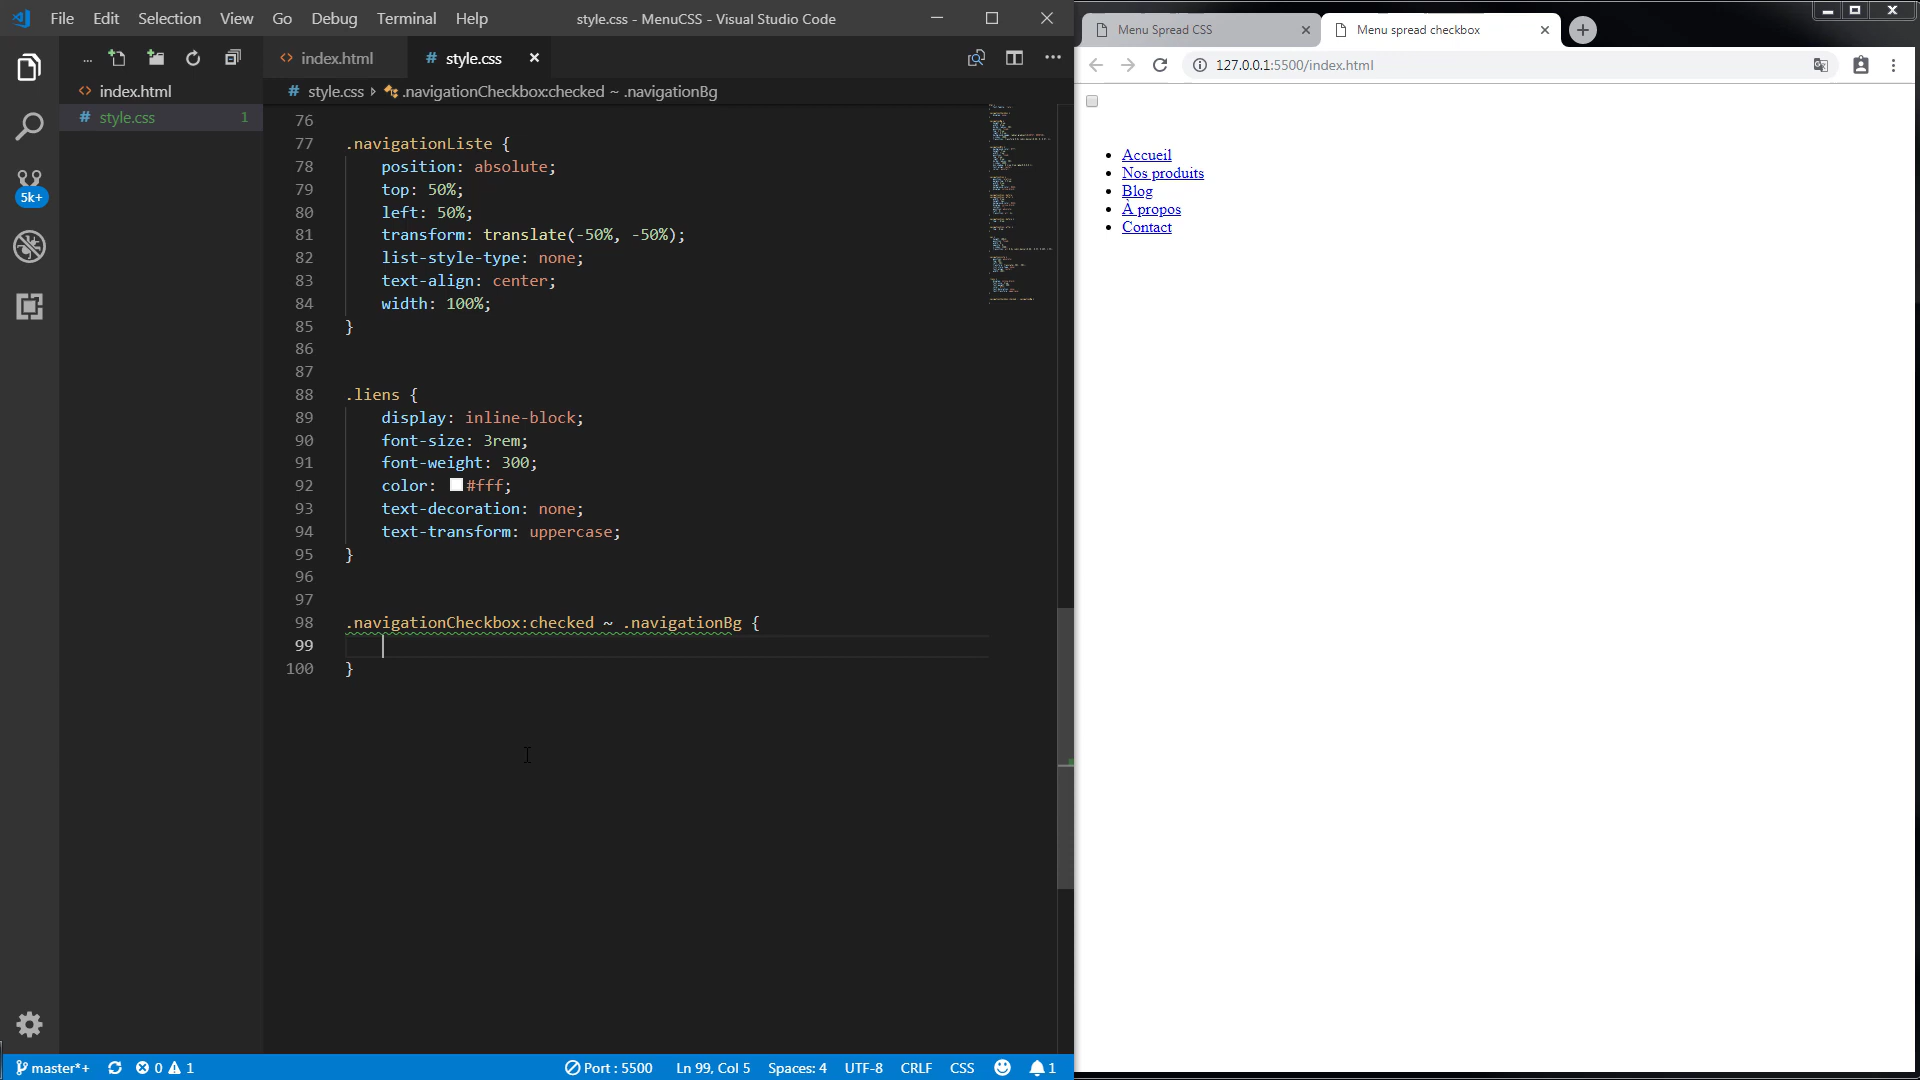 File Edit Selection View Go Debug Terminal Help style.css - MenuCSS - Visual Studio Code
... index.html style.css
index.html
style.css 1
style.css .navigationCheckbox:checked ~ .navigationBg
76
77 .navigationListe {
78 position: absolute;
79 top: 50%;
80 left: 50%;
81 transform: translate(-50%, -50%);
82 list-style-type: none;
83 text-align: center;
84 width: 100%;
85 }
86
87
88 .liens {
89 display: inline-block;
90 font-size: 3rem;
91 font-weight: 300;
92 color: #fff;
93 text-decoration: none;
94 text-transform: uppercase;
95 }
96
97
98 .navigationCheckbox:checked ~ .navigationBg {
99
100 }
5k+
master*+ 0 1 Port : 5500 Ln 99, Col 5 Spaces: 4 UTF-8 CRLF CSS 1
Menu Spread CSS Menu spread checkbox
127.0.0.1:5500/index.html
Accueil
Nos produits
Blog
À propos
Contact